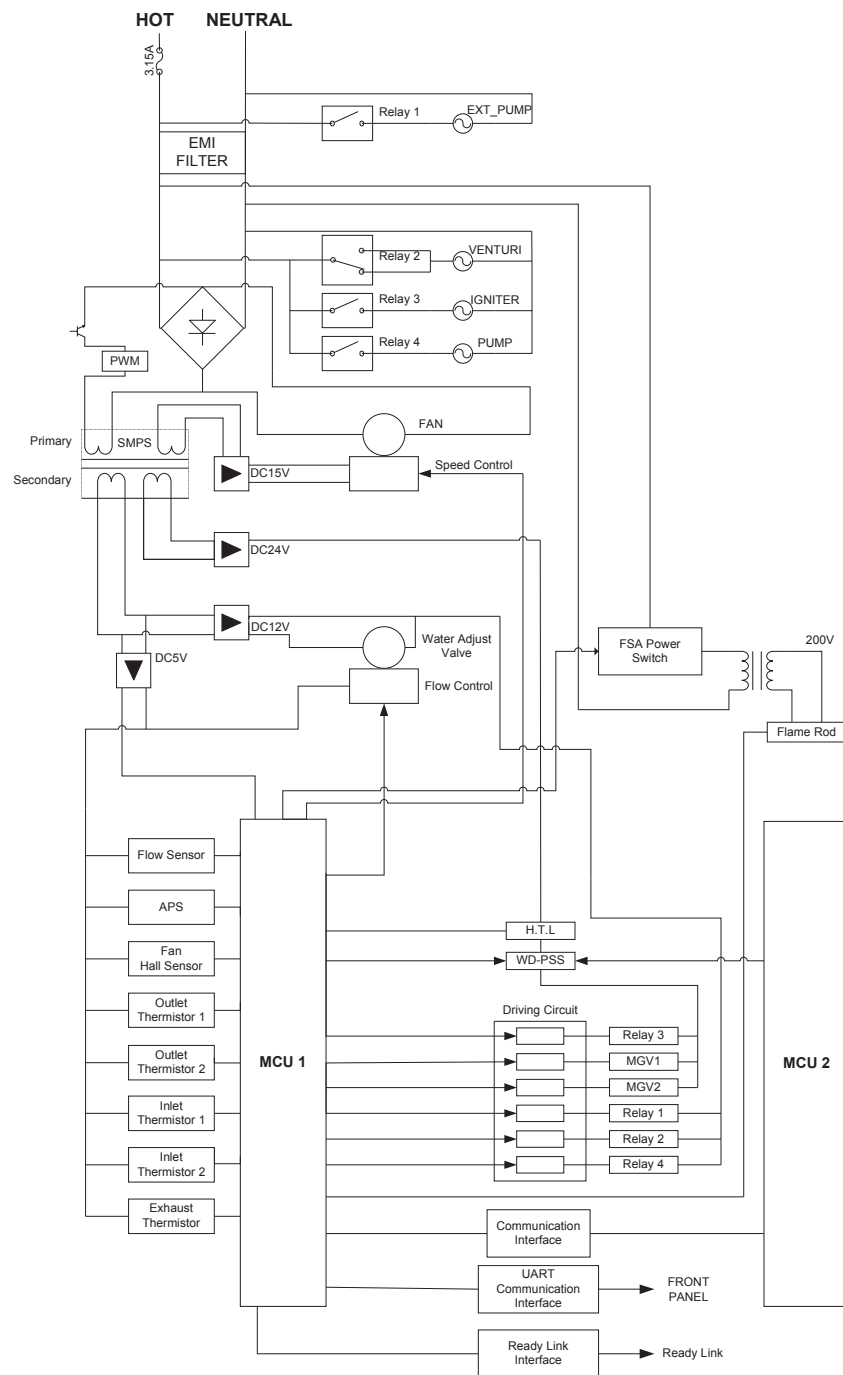 HOT
NEUTRAL
3.15A
Relay 1
EXT_PUMP
EMI
FILTER
Relay 2
VENTURI
Relay 3
IGNITER
Relay 4
PUMP
PWM
FAN
Primary
SMPS
Secondary
DC15V
Speed Control
DC24V
DC12V
Water Adjust
Valve
FSA Power
Switch
200V
DC5V
Flow Control
Flame Rod
Flow Sensor
APS
Fan
Hall Sensor
Outlet
Thermistor 1
Outlet
Thermistor 2
Inlet
Thermistor 1
Inlet
Thermistor 2
Exhaust
Thermistor
MCU 1
H.T.L
WD-PSS
Driving Circuit
Relay 3
MGV1
MGV2
Relay 1
Relay 2
Relay 4
MCU 2
Communication
Interface
UART
Communication
Interface
FRONT
PANEL
Ready Link
Interface
Ready Link